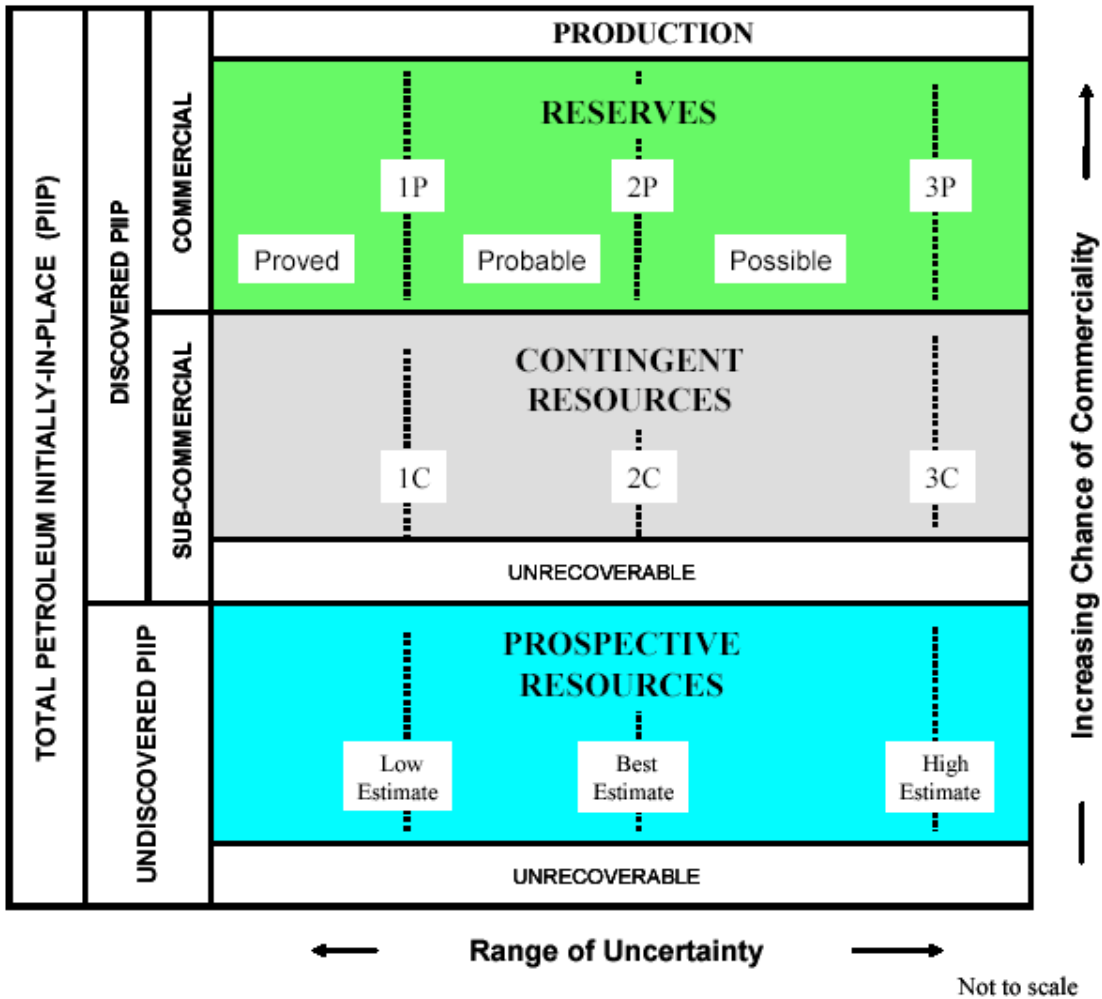 TOTAL PETROLEUM INITIALLY-IN-PLACE (PIIP)
DISCOVERED PIIP
UNDISCOVERED PIIP
COMMERCIAL
SUB-COMMERCIAL
PRODUCTION
RESERVES
1P 2P 3P
Proved Probable Possible
CONTINGENT
RESOURCES
1C 2C 3C
UNRECOVERABLE
PROSPECTIVE
RESOURCES
Low Best High
Estimate Estimate Estimate
UNRECOVERABLE
Increasing Chance of Commerciality
Range of Uncertainty
Not to scale